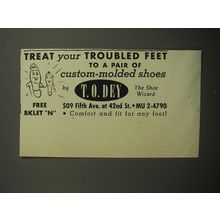 TREAT your TROUBLED FEET
TO A PAIR OF
custom-molded shoes
by T. O. DEY The Shoe
Wizard
FREE
BKLET "N"
509 Fifth Ave. at 42nd St. • MU 2-4790
• Comfort and fit for any foot!